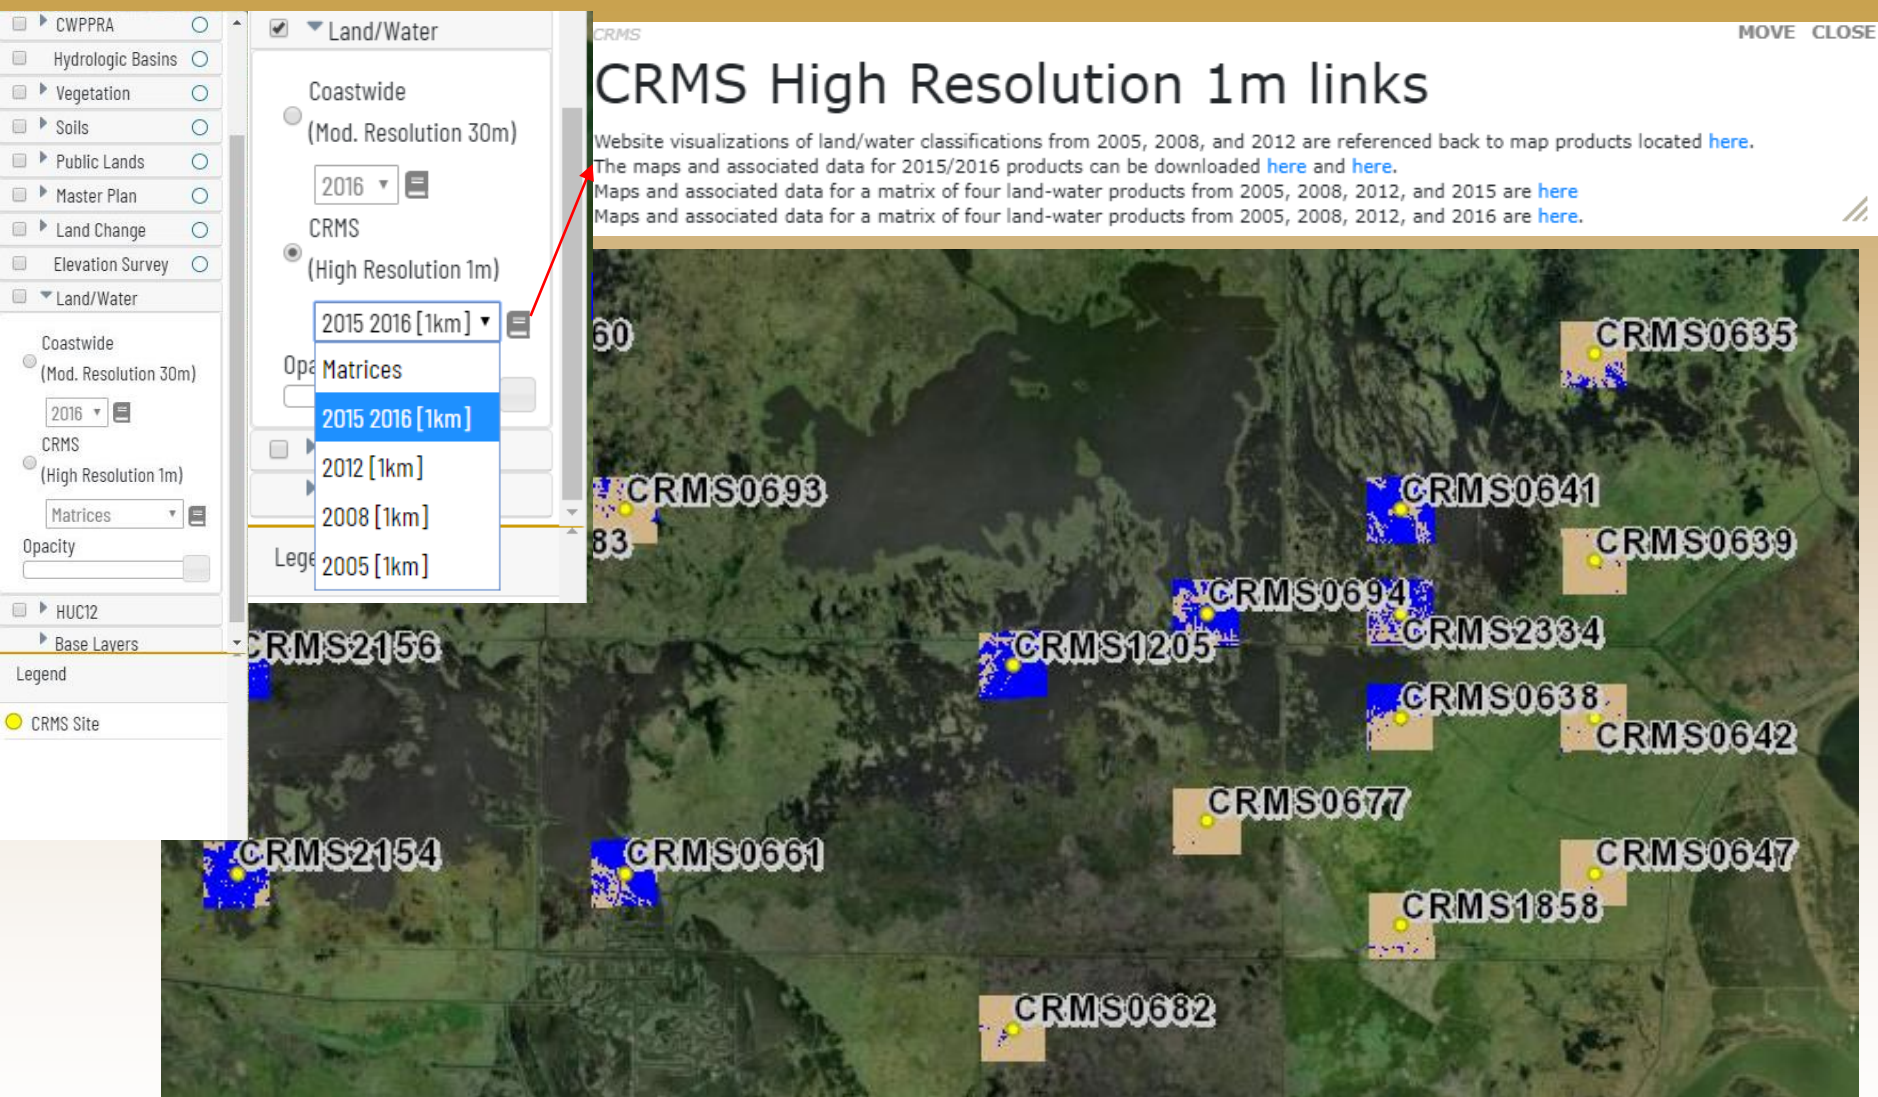 CWPPRA
Hydrologic Basins
Vegetation
Soils
Public Lands
Master Plan
Land Change
Elevation Survey
Land/Water
Coastwide
(Mod. Resolution 30m)
2016
CRMS
(High Resolution 1m)
Matrices
Opacity
HUC12
Base Layers
Legend
CRMS Site
Land/Water
Coastwide
(Mod. Resolution 30m)
2016
CRMS
(High Resolution 1m)
2015 2016 [1km]
Opa
Matrices
2015 2016 [1km]
2012 [1km]
2008 [1km]
Lege
2005 [1km]
CRMS
MOVE CLOSE
CRMS High Resolution 1m links
Website visualizations of land/water classifications from 2005, 2008, and 2012 are referenced back to map products located here.
The maps and associated data for 2015/2016 products can be downloaded here and here.
Maps and associated data for a matrix of four land-water products from 2005, 2008, 2012, and 2015 are here
Maps and associated data for a matrix of four land-water products from 2005, 2008, 2012, and 2016 are here.
60
CRMS0635
CRMS0693
CRMS0641
83
CRMS0639
CRMS0694
CRMS2334
CRMS2156
CRMS1205
CRMS0638
CRMS0642
CRMS0677
CRMS2154
CRMS0661
CRMS0647
CRMS1858
CRMS0682